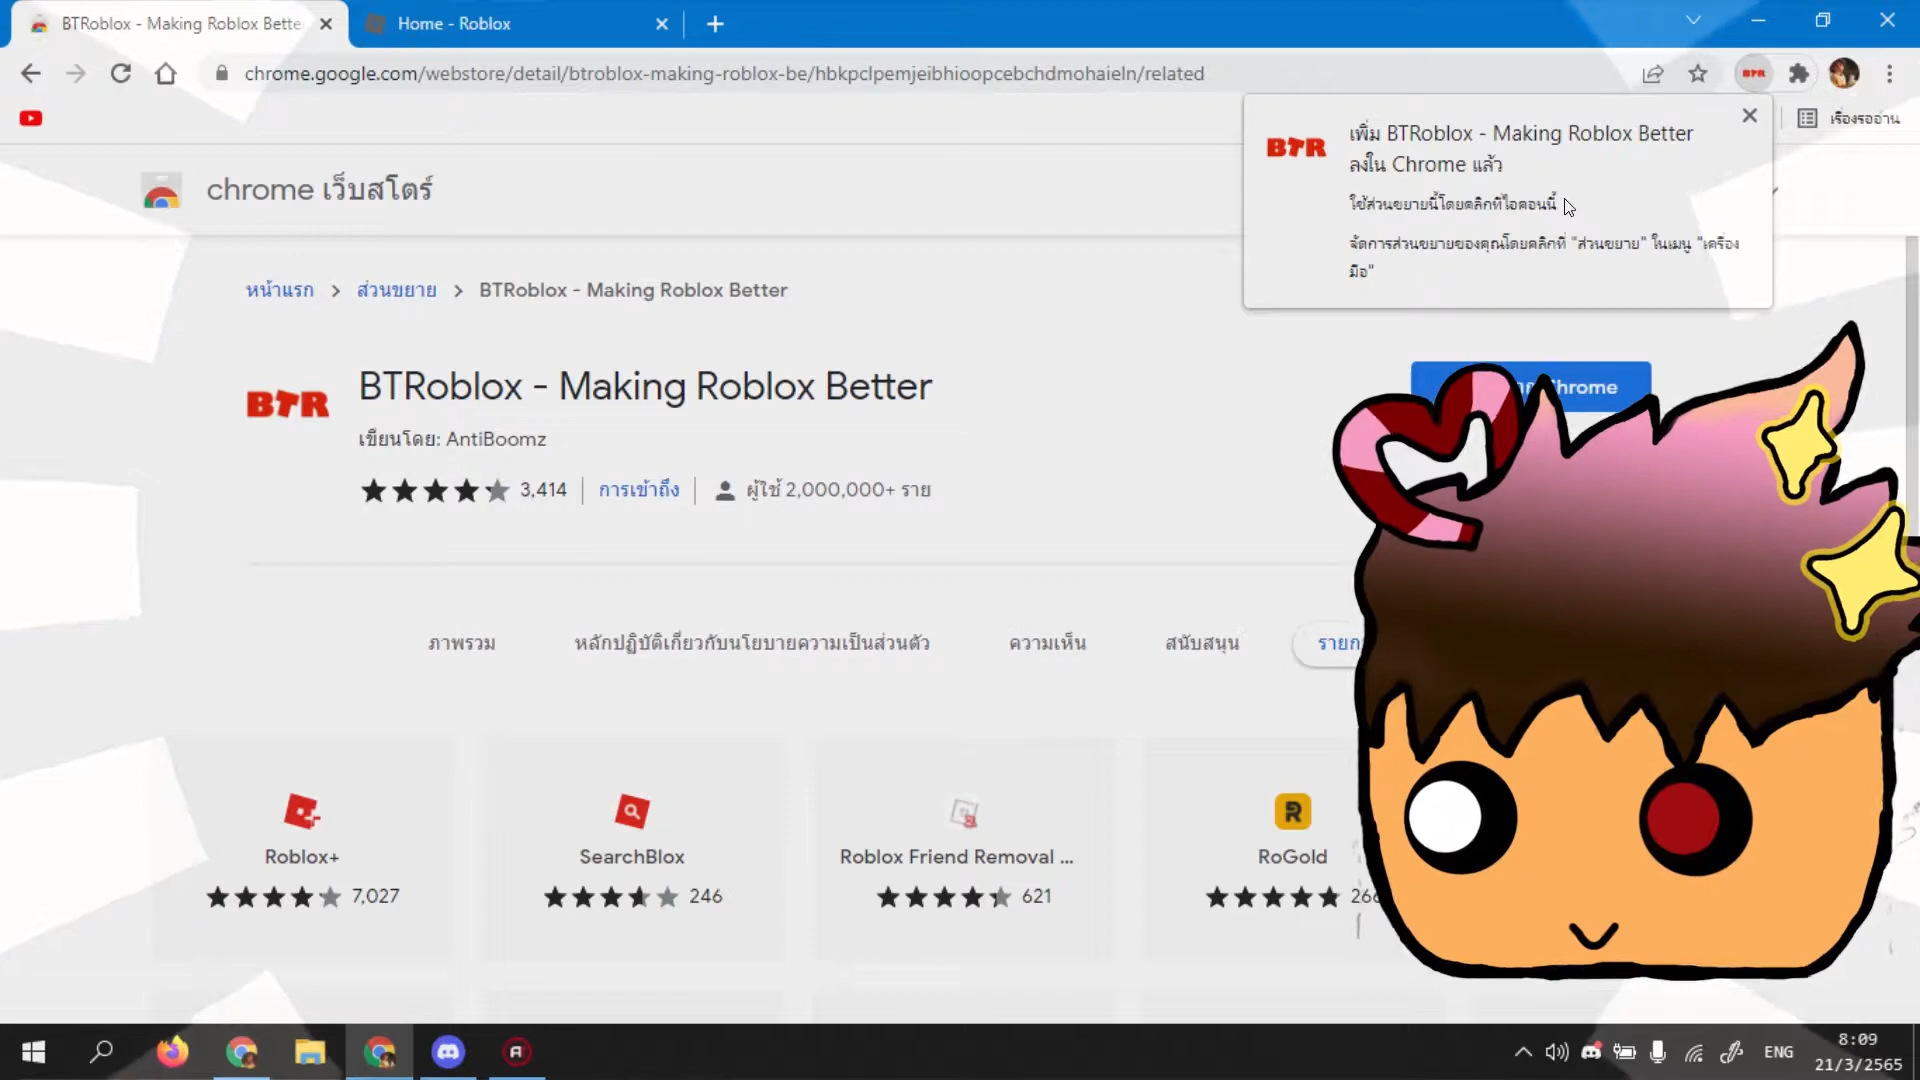 BTRoblox - Making Roblox Bette
Home - Roblox
chrome.google.com/webstore/detail/btroblox-making-roblox-be/hbkpclpemjeibhioopcebchdmohaieln/related
BTR
เรื่องรออ่าน
BTR
เพิ่ม BTRoblox - Making Roblox Better
ลงใน Chrome แล้ว
ใช้ส่วนขยายนี้โดยคลิกที่ไอคอนนี้
จัดการส่วนขยายของคุณโดยคลิกที่ "ส่วนขยาย" ในเมนู "เครื่อง
มือ"
chrome เว็บสโตร์
หน้าแรก
ส่วนขยาย
BTRoblox - Making Roblox Better
BTR
BTRoblox - Making Roblox Better
Chrome
เขียนโดย: AntiBoomz
3,414
การเข้าถึง
ผู้ใช้ 2,000,000+ ราย
ภาพรวม
หลักปฏิบัติเกี่ยวกับนโยบายความเป็นส่วนตัว
ความเห็น
สนับสนุน
Roblox+
SearchBlox
Roblox Friend Removal ...
RoGold
7,027
246
621
266
ENG
8:09
21/3/2565